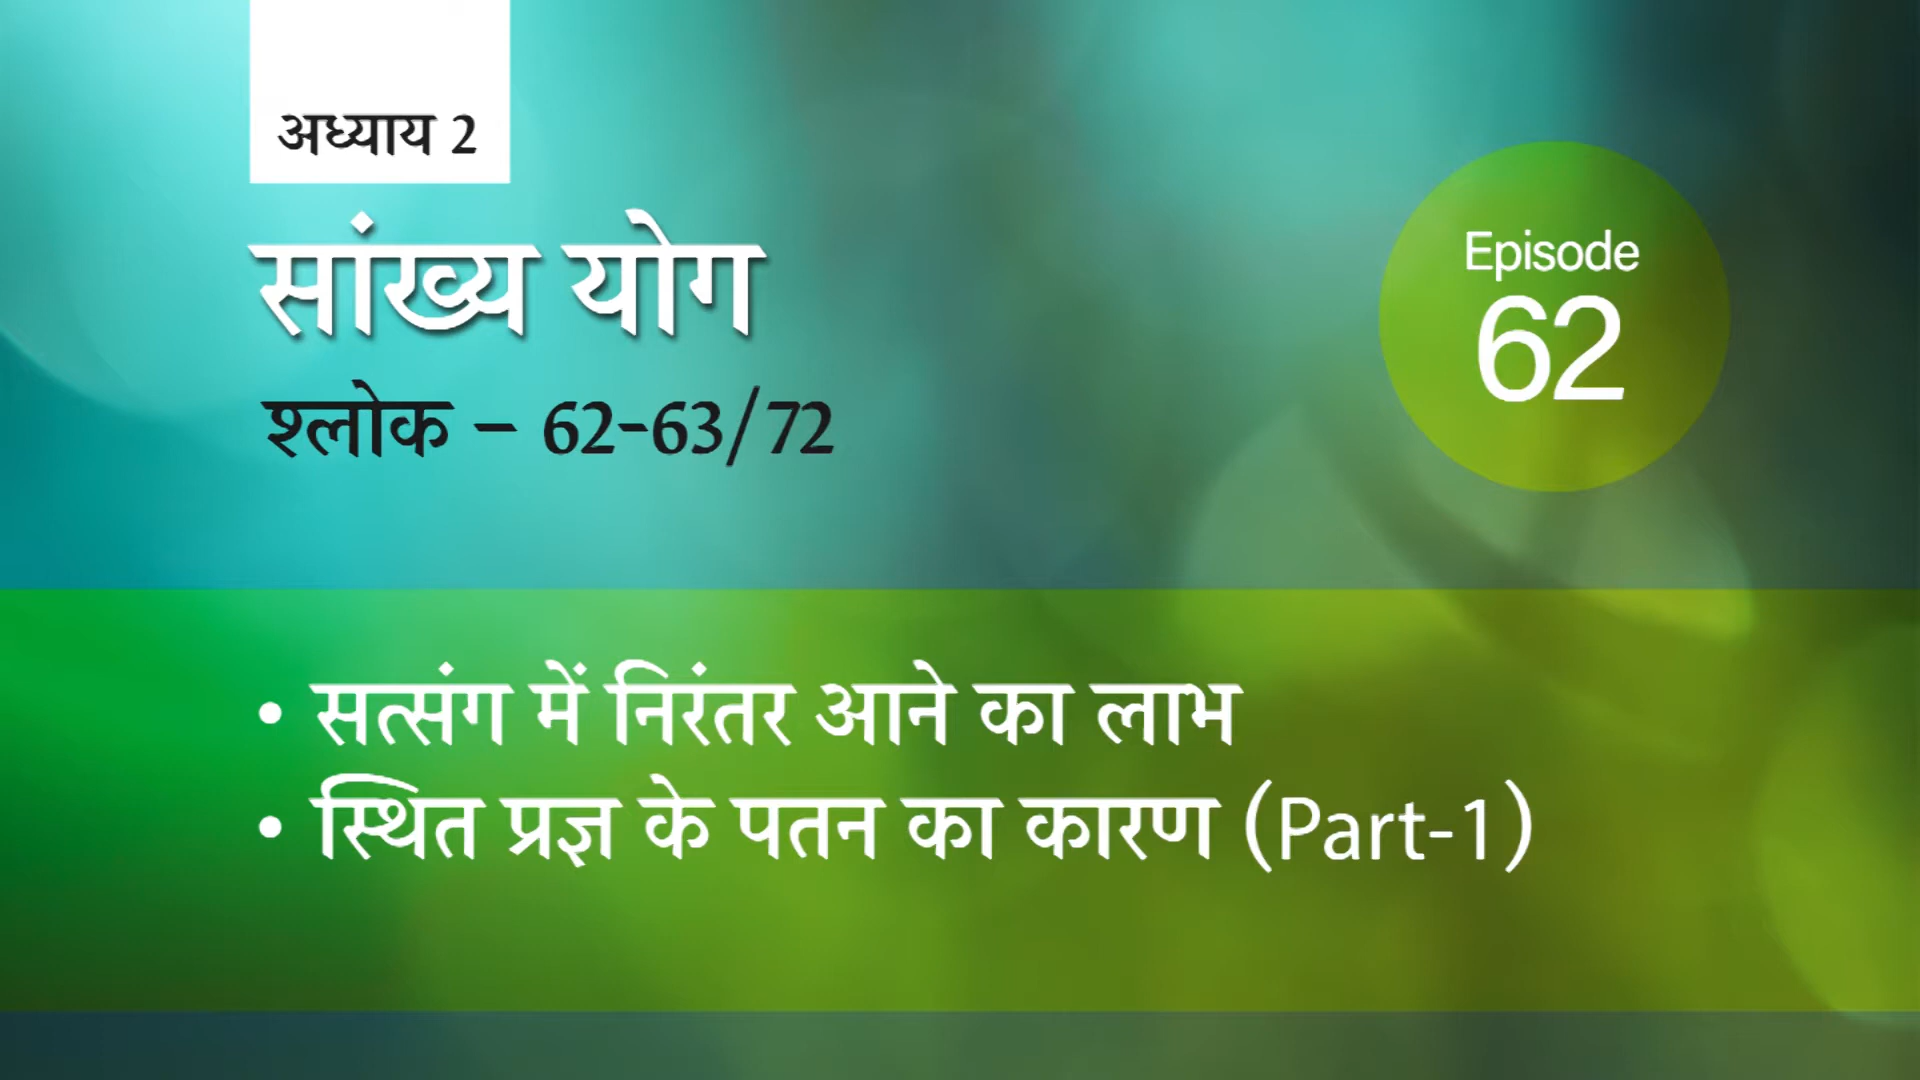 अध्याय 2
सांख्य योग
श्लोक – 62-63/72
Episode
62
• सत्संग में निरंतर आने का लाभ
• स्थित प्रज्ञ के पतन का कारण (Part-1)